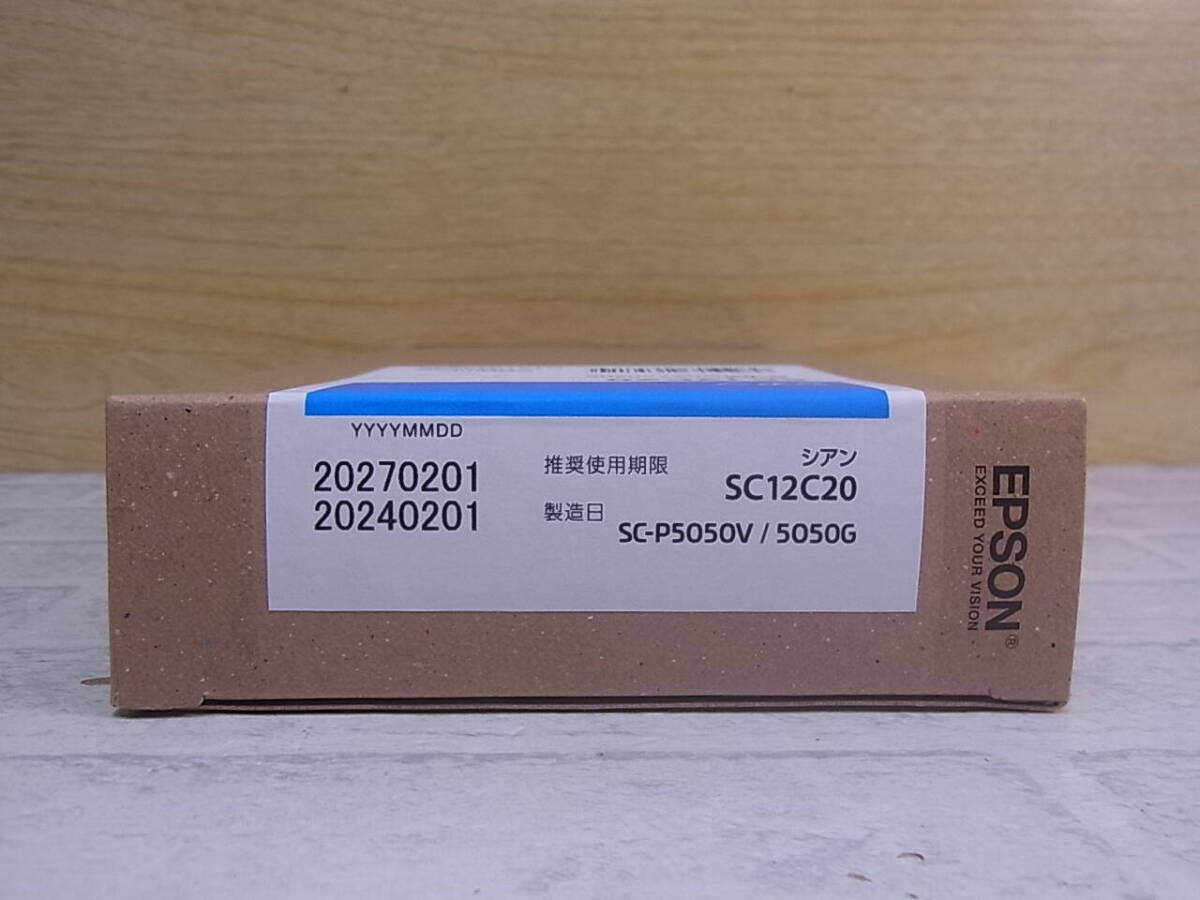 YYYYMMDD
20270201 推奨使用期限
20240201 製造日
シアン
SC12C20
SC-P5050V / 5050G
EPSON®
EXCEED YOUR VISION